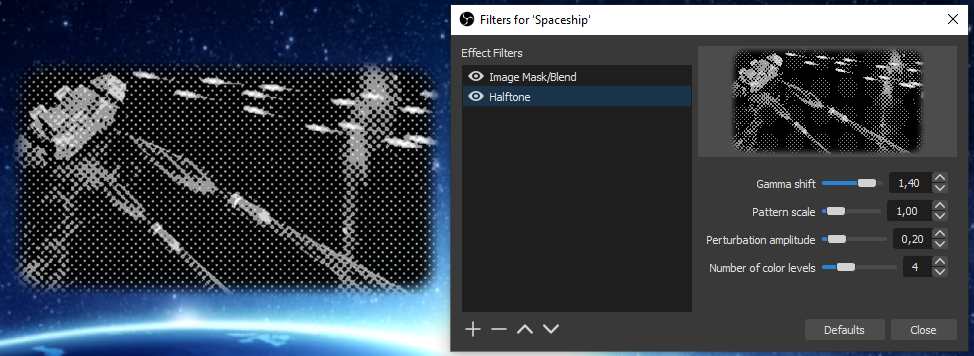 Filters for 'Spaceship'
Effect Filters
Image Mask/Blend
Halftone
Gamma shift 1,40
Pattern scale 1,00
Perturbation amplitude 0,20
Number of color levels 4
Defaults Close